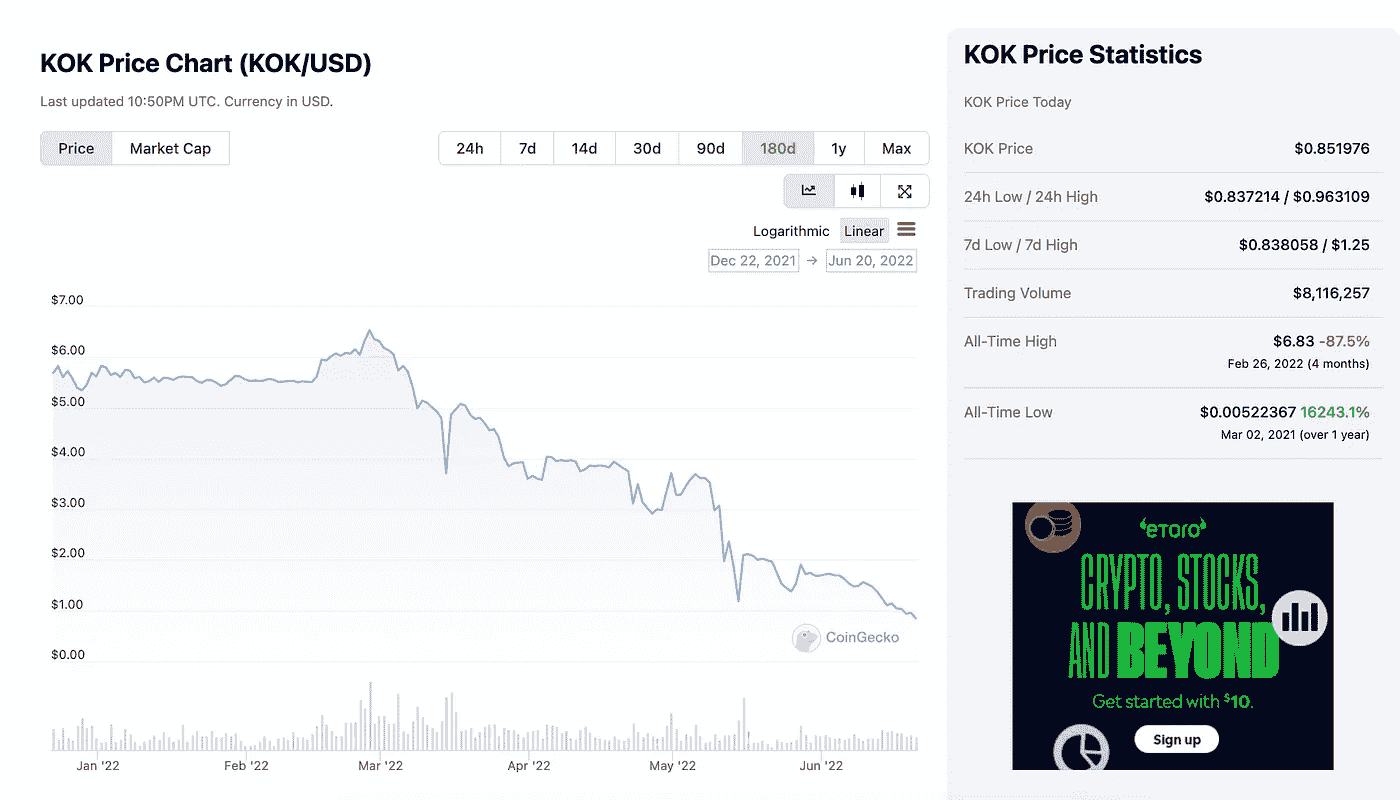 KOK Price Chart (KOK/USD)
Last updated 10:50PM UTC. Currency in USD.
Price Market Cap
24h 7d 14d 30d 90d 180d 1y Max
Logarithmic Linear
Dec 22, 2021 → Jun 20, 2022
$7.00
$6.00
$5.00
$4.00
$3.00
$2.00
$1.00
$0.00
CoinGecko
Jan '22 Feb '22 Mar '22 Apr '22 May '22 Jun '22
KOK Price Statistics
KOK Price Today
KOK Price $0.851976
24h Low / 24h High $0.837214 / $0.963109
7d Low / 7d High $0.838058 / $1.25
Trading Volume $8,116,257
All-Time High $6.83 -87.5%
Feb 26, 2022 (4 months)
All-Time Low $0.00522367 16243.1%
Mar 02, 2021 (over 1 year)
eToro
CRYPTO, STOCKS,
AND BEYOND
Get started with $10.
Sign up